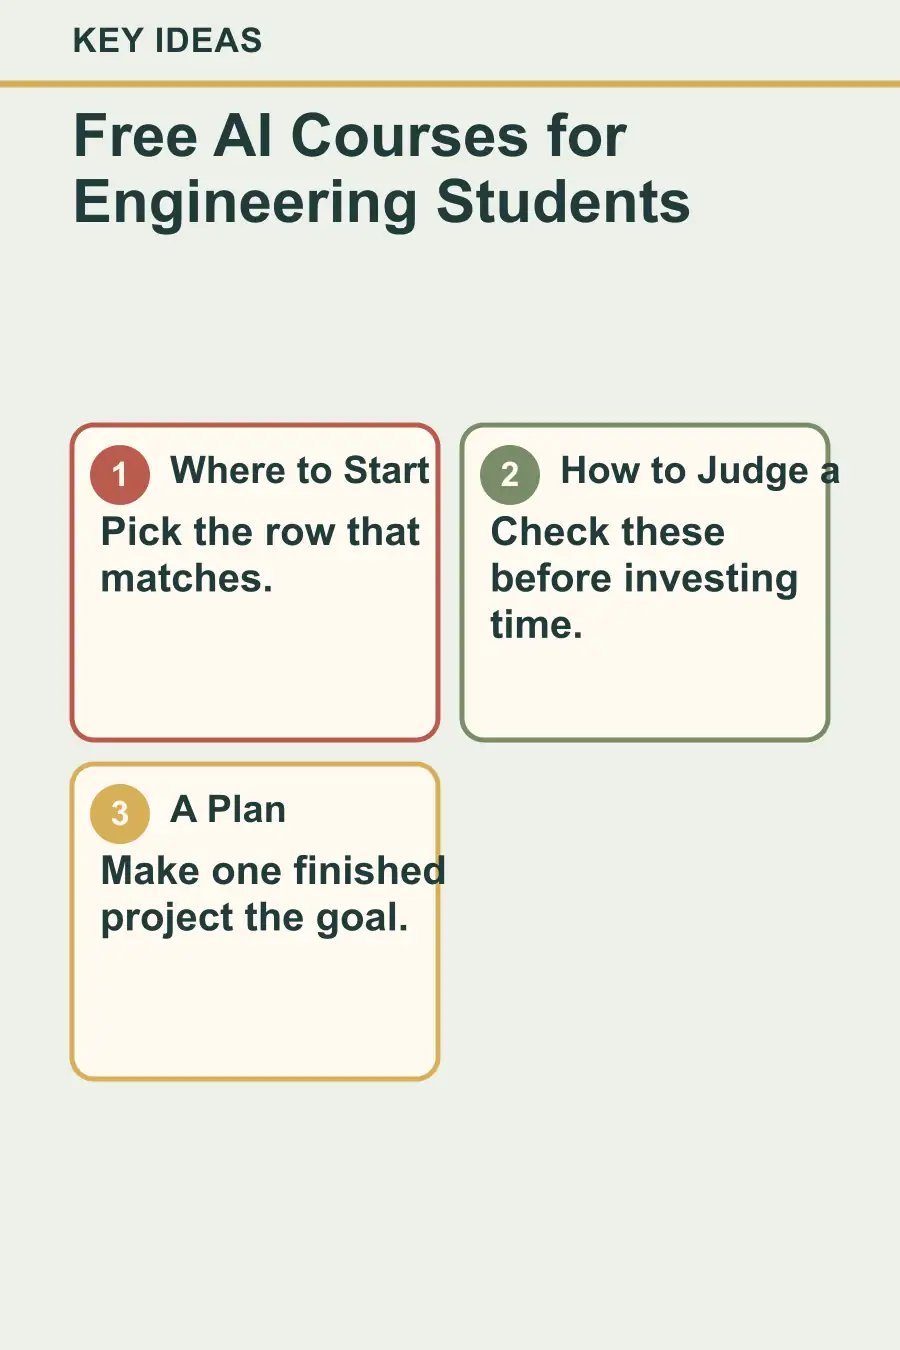 KEY IDEAS
Free AI Courses for
Engineering Students
1 Where to Start
Pick the row that
matches.
2 How to Judge a
Check these
before investing
time.
3 A Plan
Make one finished
project the goal.